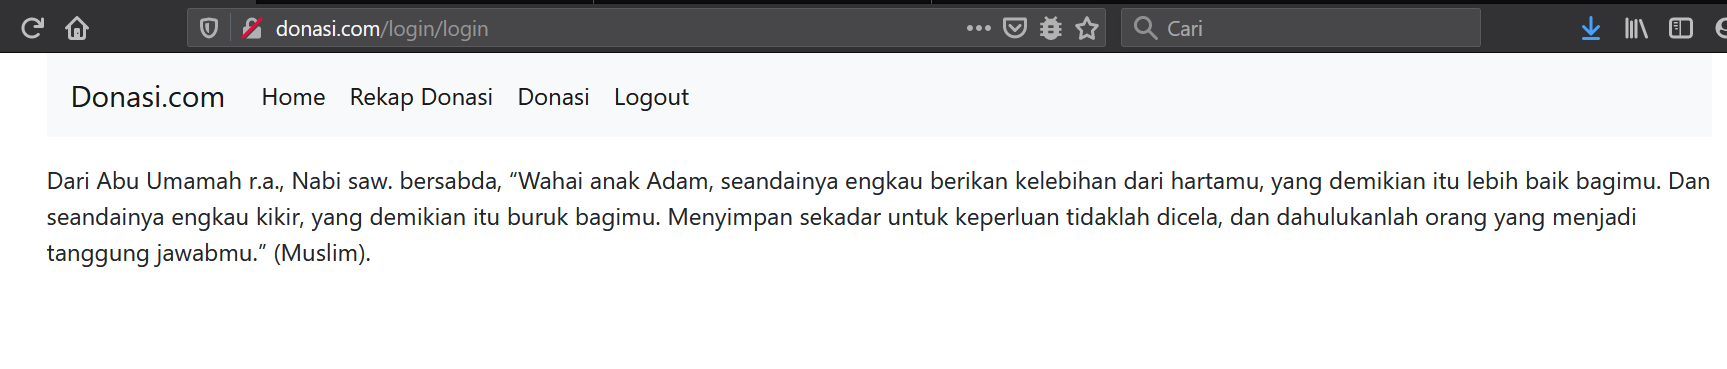 donasi.com/login/login
Cari
Donasi.com Home Rekap Donasi Donasi Logout
Dari Abu Umamah r.a., Nabi saw. bersabda, “Wahai anak Adam, seandainya engkau berikan kelebihan dari hartamu, yang demikian itu lebih baik bagimu. Dan
seandainya engkau kikir, yang demikian itu buruk bagimu. Menyimpan sekadar untuk keperluan tidaklah dicela, dan dahulukanlah orang yang menjadi
tanggung jawabmu.” (Muslim).